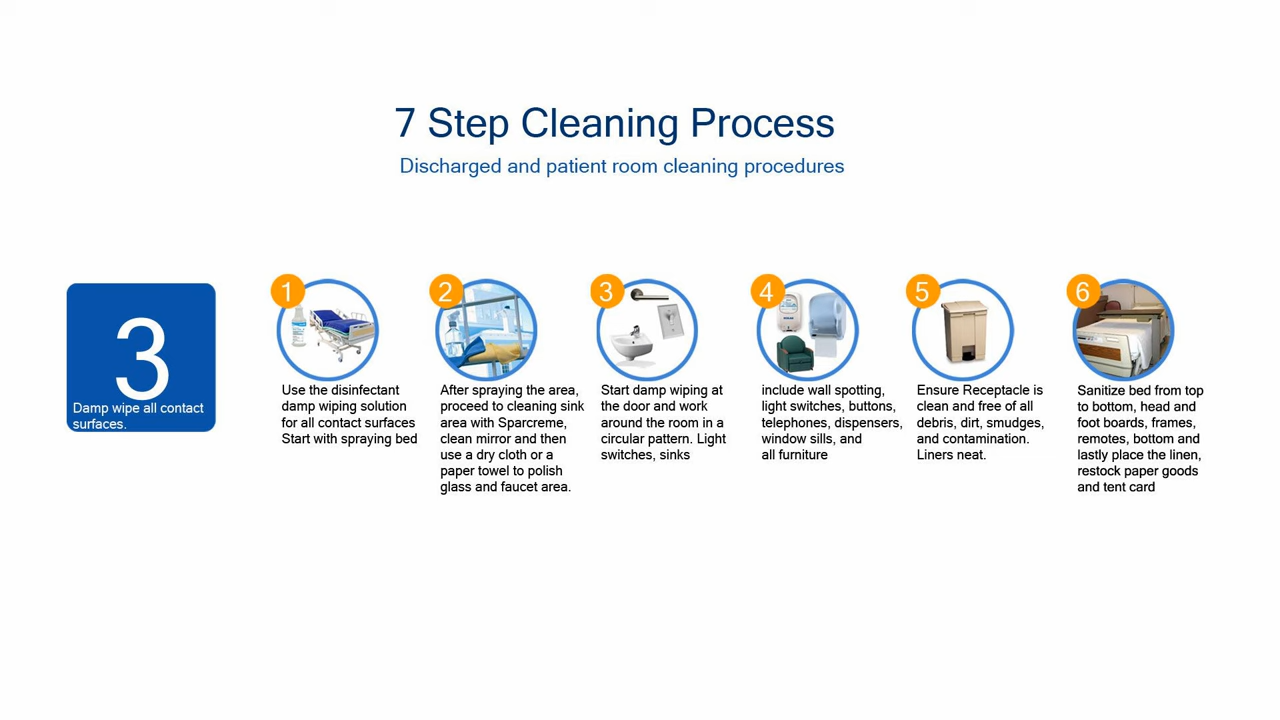 7 Step Cleaning Process
Discharged and patient room cleaning procedures
3
Damp wipe all contact
surfaces.
1
Use the disinfectant
damp wiping solution
for all contact surfaces
Start with spraying bed
2
After spraying the area,
proceed to cleaning sink
area with Sparcreme,
clean mirror and then
use a dry cloth or a
paper towel to polish
glass and faucet area.
3
Start damp wiping at
the door and work
around the room in a
circular pattern. Light
switches, sinks
4
include wall spotting,
light switches, buttons,
telephones, dispensers,
window sills, and
all furniture
5
Ensure Receptacle is
clean and free of all
debris, dirt, smudges,
and contamination.
Liners neat.
6
Sanitize bed from top
to bottom, head and
foot boards, frames,
remotes, bottom and
lastly place the linen,
restock paper goods
and tent card